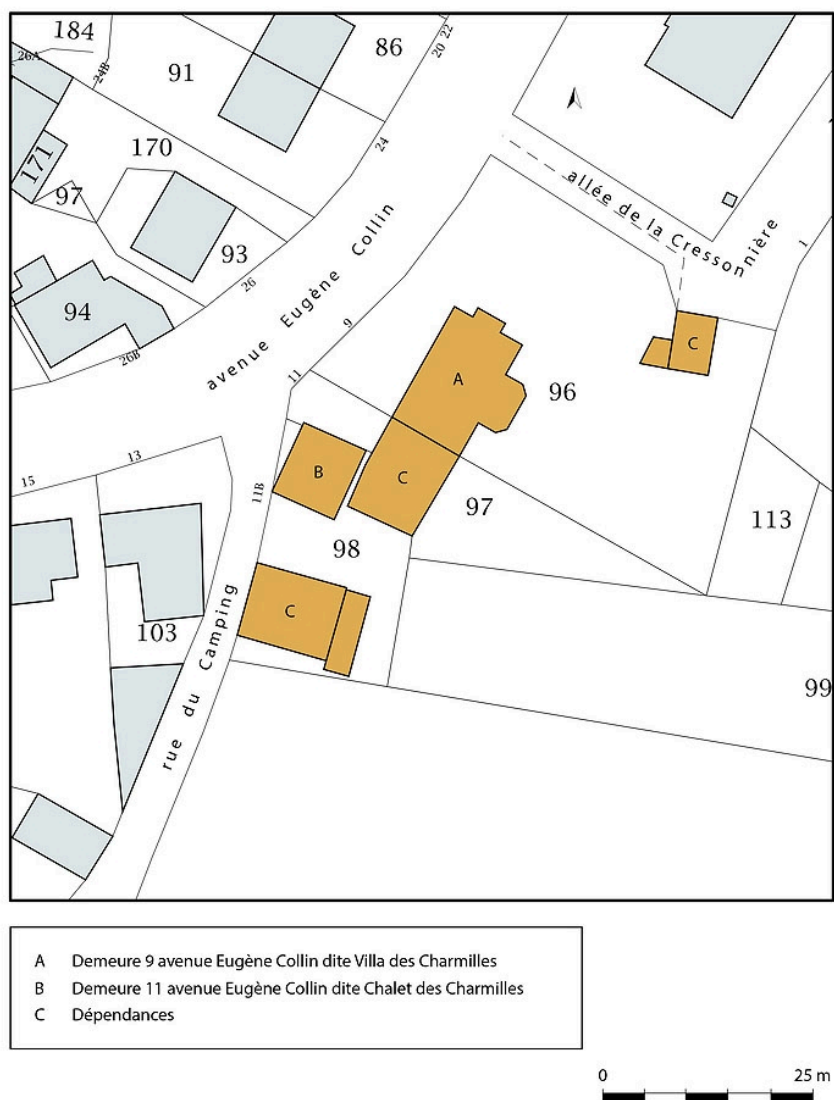 184
26A
24B
91
86
20 22
170
24
171
97
93
26
94
26B
avenue Eugène Collin
allée de la Cressonnière
1
9
11
A
C
96
B
C
11B
97
113
98
15
13
103
C
rue du Camping
99
A Demeure 9 avenue Eugène Collin dite Villa des Charmilles
B Demeure 11 avenue Eugène Collin dite Chalet des Charmilles
C Dépendances
0 25 m